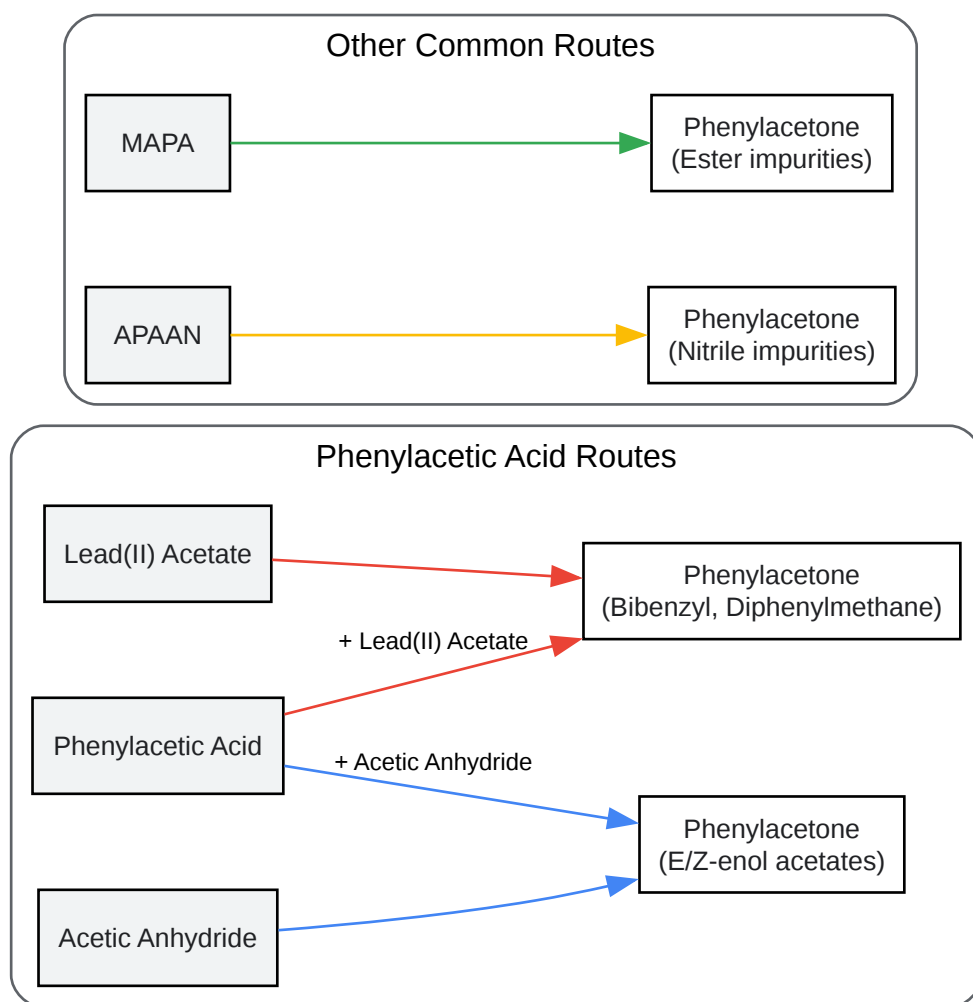 Other Common Routes
MAPA
Phenylacetone
(Ester impurities)
APAAN
Phenylacetone
(Nitrile impurities)
Phenylacetic Acid Routes
Lead(II) Acetate
Phenylacetone
(Bibenzyl, Diphenylmethane)
+ Lead(II) Acetate
Phenylacetic Acid
+ Acetic Anhydride
Phenylacetone
(E/Z-enol acetates)
Acetic Anhydride